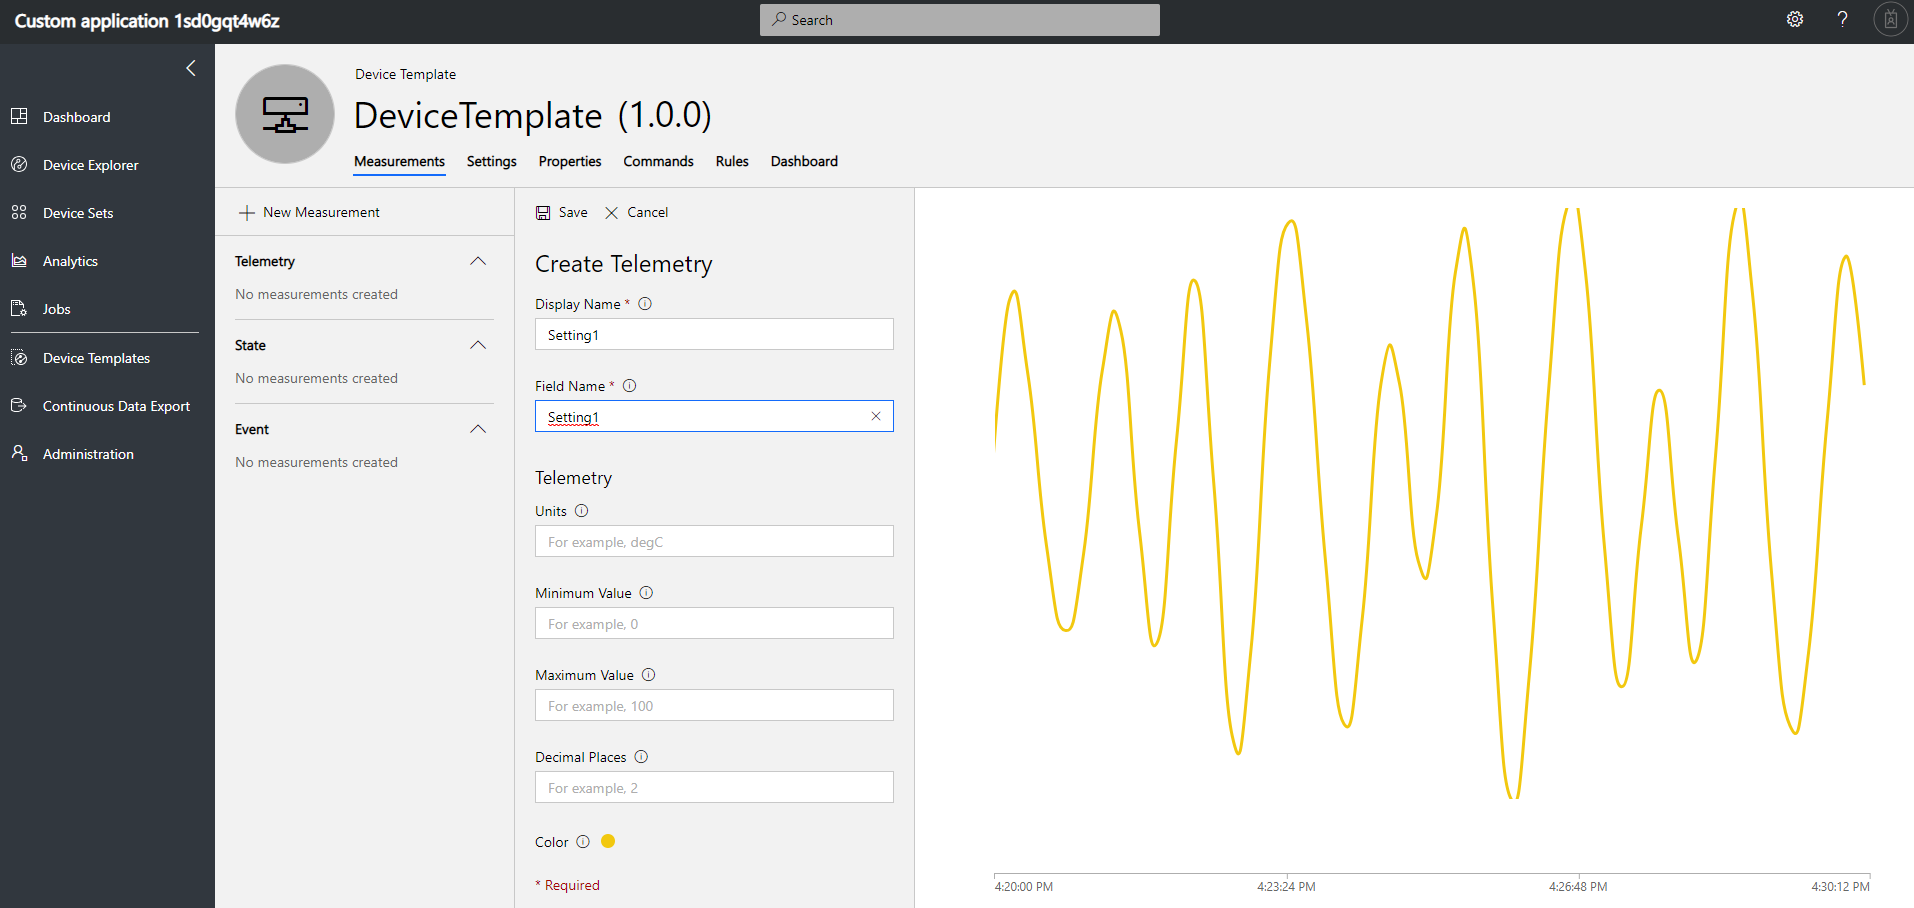 Custom application 1sd0gqt4w6z
Search
?
Dashboard
Device Explorer
Device Sets
Analytics
Jobs
Device Templates
Continuous Data Export
Administration
Device Template
DeviceTemplate (1.0.0)
Measurements Settings Properties Commands Rules Dashboard
New Measurement
Telemetry
No measurements created
State
No measurements created
Event
No measurements created
Save Cancel
Create Telemetry
Display Name *
Setting1
Field Name *
Setting1
Telemetry
Units
For example, degC
Minimum Value
For example, 0
Maximum Value
For example, 100
Decimal Places
For example, 2
Color
* Required
4:20:00 PM 4:23:24 PM 4:26:48 PM 4:30:12 PM